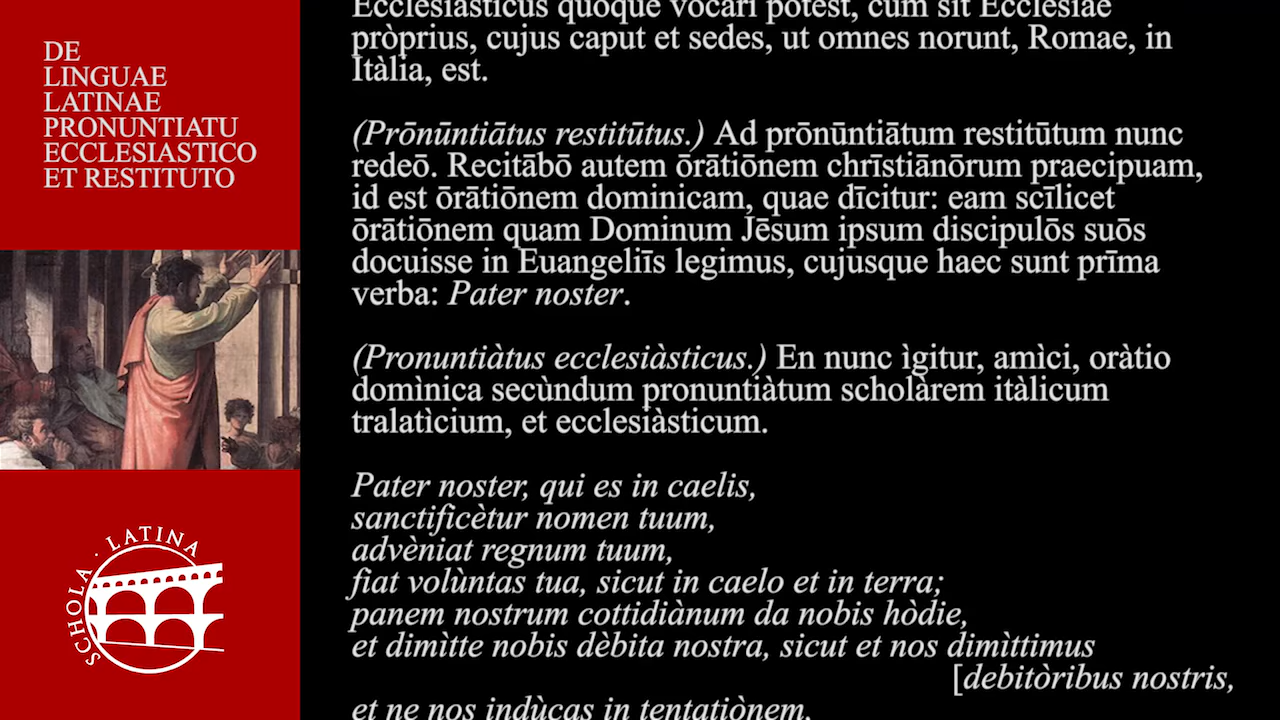 DE
LINGUAE
LATINAE
PRONUNTIATU
ECCLESIASTICO
ET RESTITUTO
SCHOLA · LATINA
Ecclesiasticus quoque vocari potest, cum sit Ecclesiae
pròprius, cujus caput et sedes, ut omnes norunt, Romae, in
Itàlia, est.
(Prōnūntiātus restitūtus.) Ad prōnūntiātum restitūtum nunc
redeō. Recitābō autem ōrātiōnem chrīstiānōrum praecipuam,
id est ōrātiōnem dominicam, quae dīcitur: eam scīlicet
ōrātiōnem quam Dominum Jēsum ipsum discipulōs suōs
docuisse in Euangeliīs legimus, cujusque haec sunt prīma
verba: Pater noster.
(Pronuntiàtus ecclesiàsticus.) En nunc ìgitur, amìci, oràtio
domìnica secùndum pronuntiàtum scholàrem itàlicum
tralatìcium, et ecclesiàsticum.
Pater noster, qui es in caelis,
sanctificètur nomen tuum,
advèniat regnum tuum,
fiat volùntas tua, sicut in caelo et in terra;
panem nostrum cottidiànum da nobis hòdie,
et dimìtte nobis dèbita nostra, sicut et nos dimìttimus
[debitòribus nostris,
et ne nos indùcas in tentatiònem,